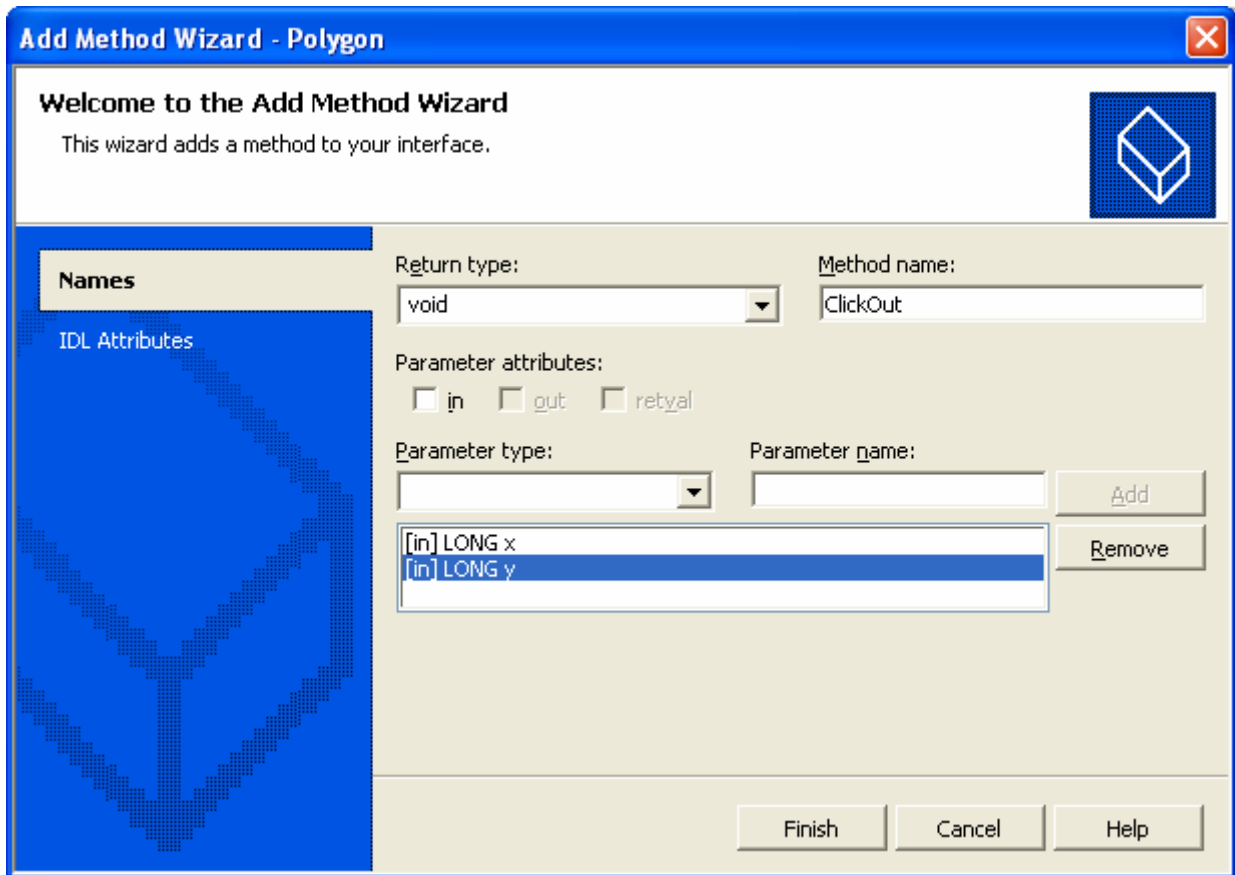 Add Method Wizard - Polygon
Welcome to the Add Method Wizard
This wizard adds a method to your interface.
Names
IDL Attributes
Return type:
Method name:
void
ClickOut
Parameter attributes:
in out retval
Parameter type:
Parameter name:
Add
[in] LONG x
[in] LONG y
Remove
Finish
Cancel
Help